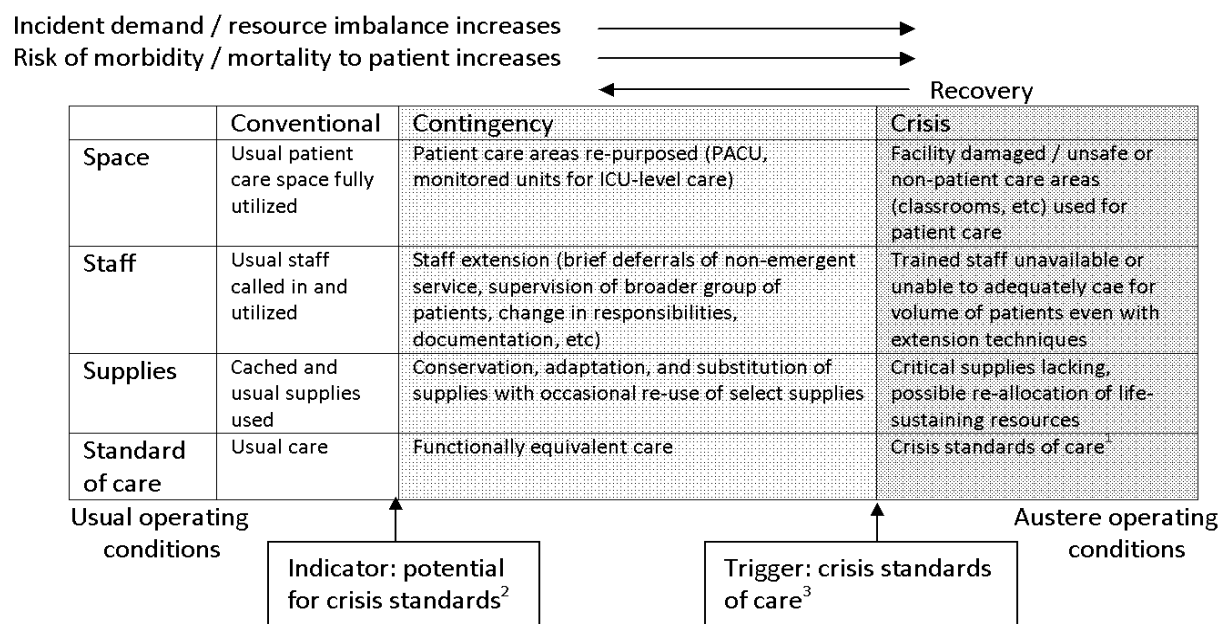 Incident demand / resource imbalance increases
Risk of morbidity / mortality to patient increases
Recovery
Conventional
Contingency
Crisis
Space
Usual patient
care space fully
utilized
Patient care areas re-purposed (PACU,
monitored units for ICU-level care)
Facility damaged / unsafe or
non-patient care areas
(classrooms, etc) used for
patient care
Staff
Usual staff
called in and
utilized
Staff extension (brief deferrals of non-emergent
service, supervision of broader group of
patients, change in responsibilities,
documentation, etc)
Trained staff unavailable or
unable to adequately cae for
volume of patients even with
extension techniques
Supplies
Cached and
usual supplies
used
Conservation, adaptation, and substitution of
supplies with occasional re-use of select supplies
Critical supplies lacking,
possible re-allocation of life-
sustaining resources
Standard
of care
Usual care
Functionally equivalent care
Crisis standards of care1
Usual operating
conditions
Austere operating
conditions
Indicator: potential
for crisis standards2
Trigger: crisis standards
of care3